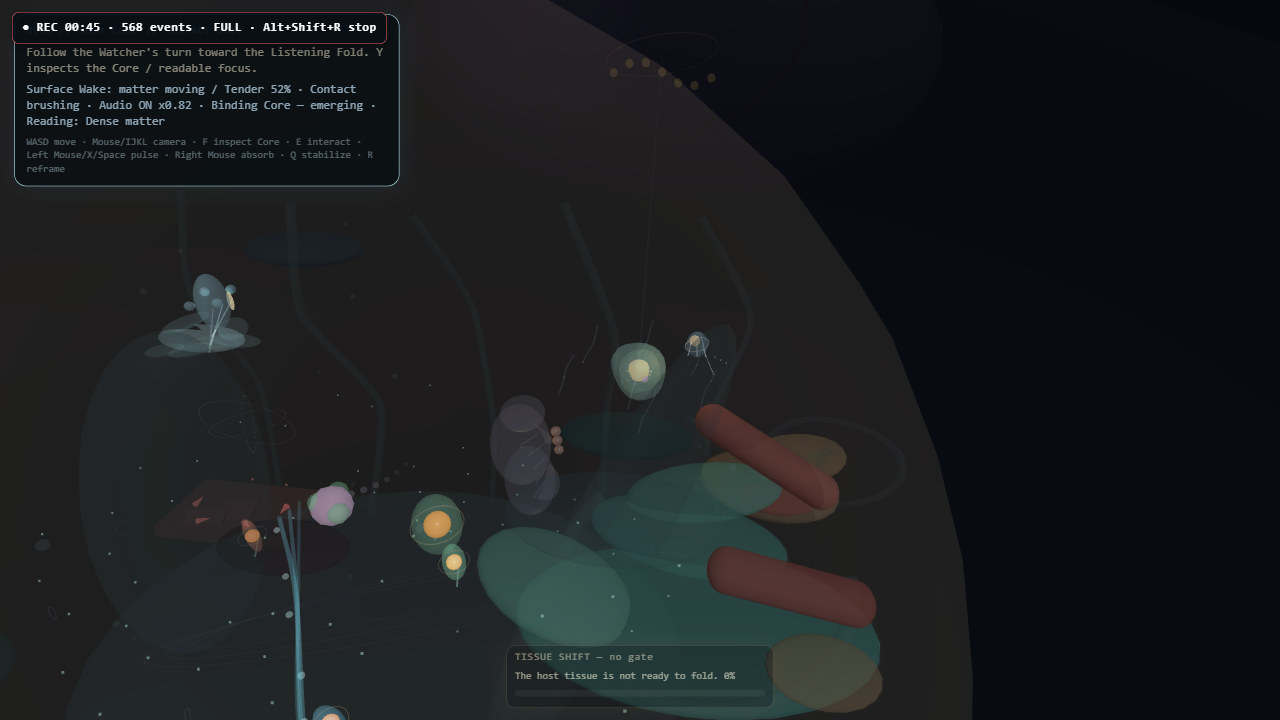 ● REC 00:45 · 568 events · FULL · Alt+Shift+R stop
Follow the Watcher's turn toward the Listening Fold. Y
inspects the Core / readable focus.
Surface Wake: matter moving / Tender 52% · Contact
brushing · Audio ON x0.82 · Binding Core — emerging ·
Reading: Dense matter
WASD move · Mouse/IJKL camera · F inspect Core · E interact ·
Left Mouse/X/Space pulse · Right Mouse absorb · Q stabilize · R
reframe
TISSUE SHIFT — no gate
The host tissue is not ready to fold. 0%